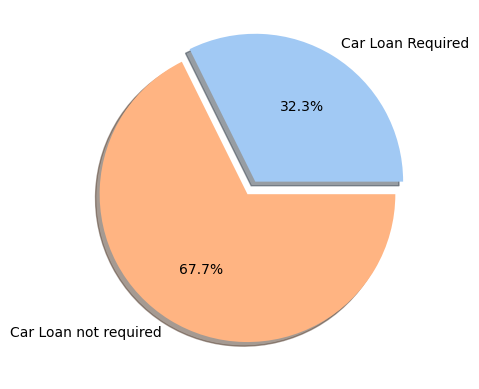 Car Loan Required
32.3%
67.7%
Car Loan not required